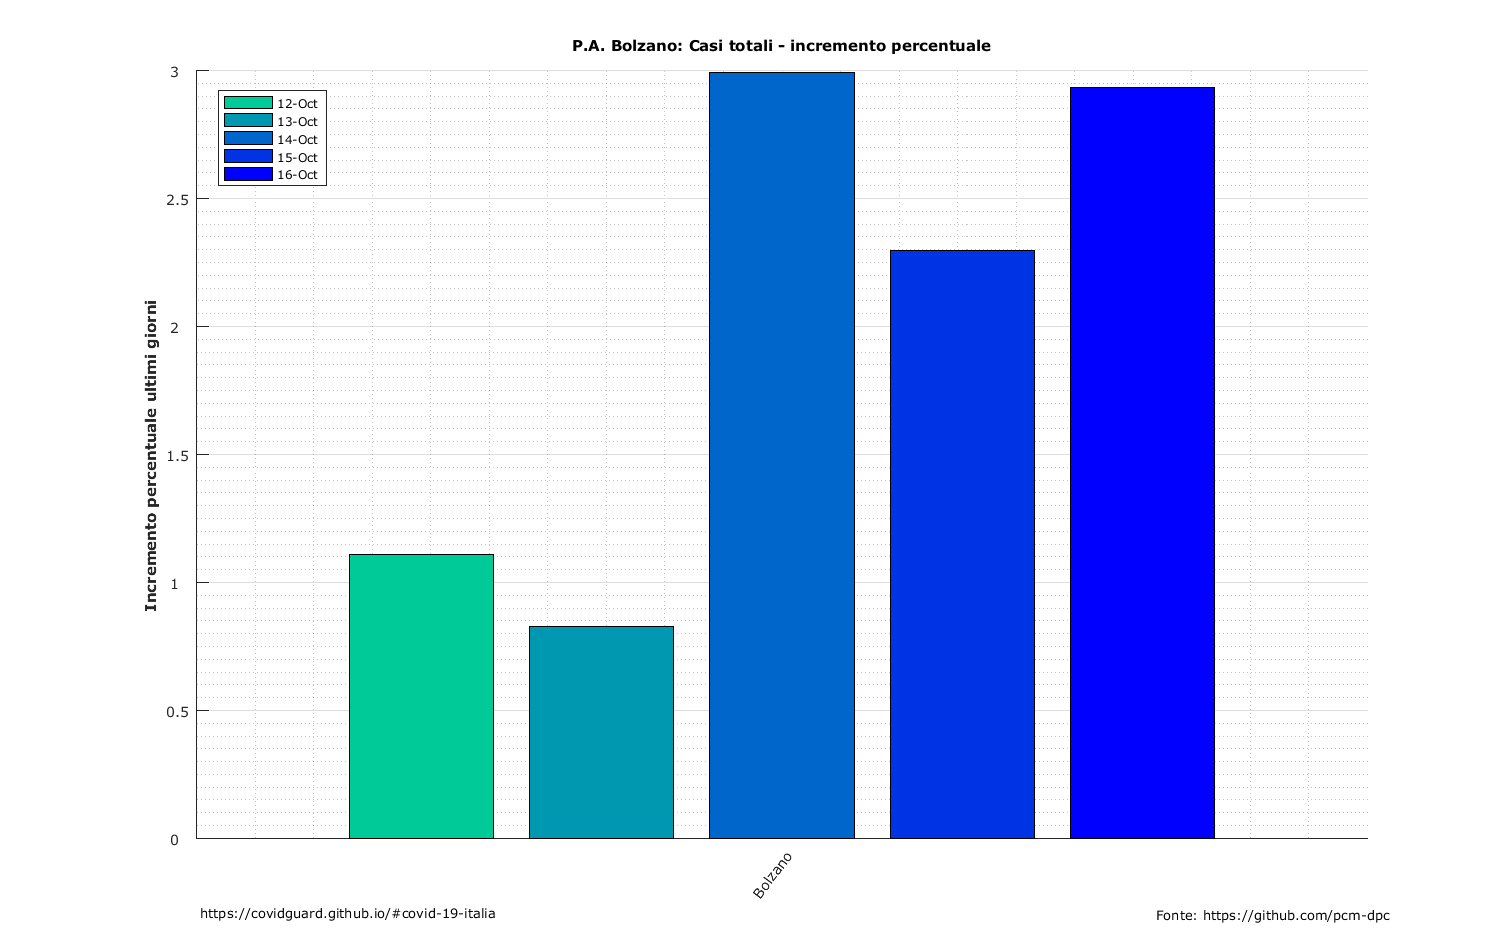 P.A. Bolzano: Casi totali - incremento percentuale
3
2.5
2
1.5
1
0.5
0
12-Oct
13-Oct
14-Oct
15-Oct
16-Oct
Incremento percentuale ultimi giorni
Bolzano
https://covidguard.github.io/#covid-19-italia
Fonte: https://github.com/pcm-dpc